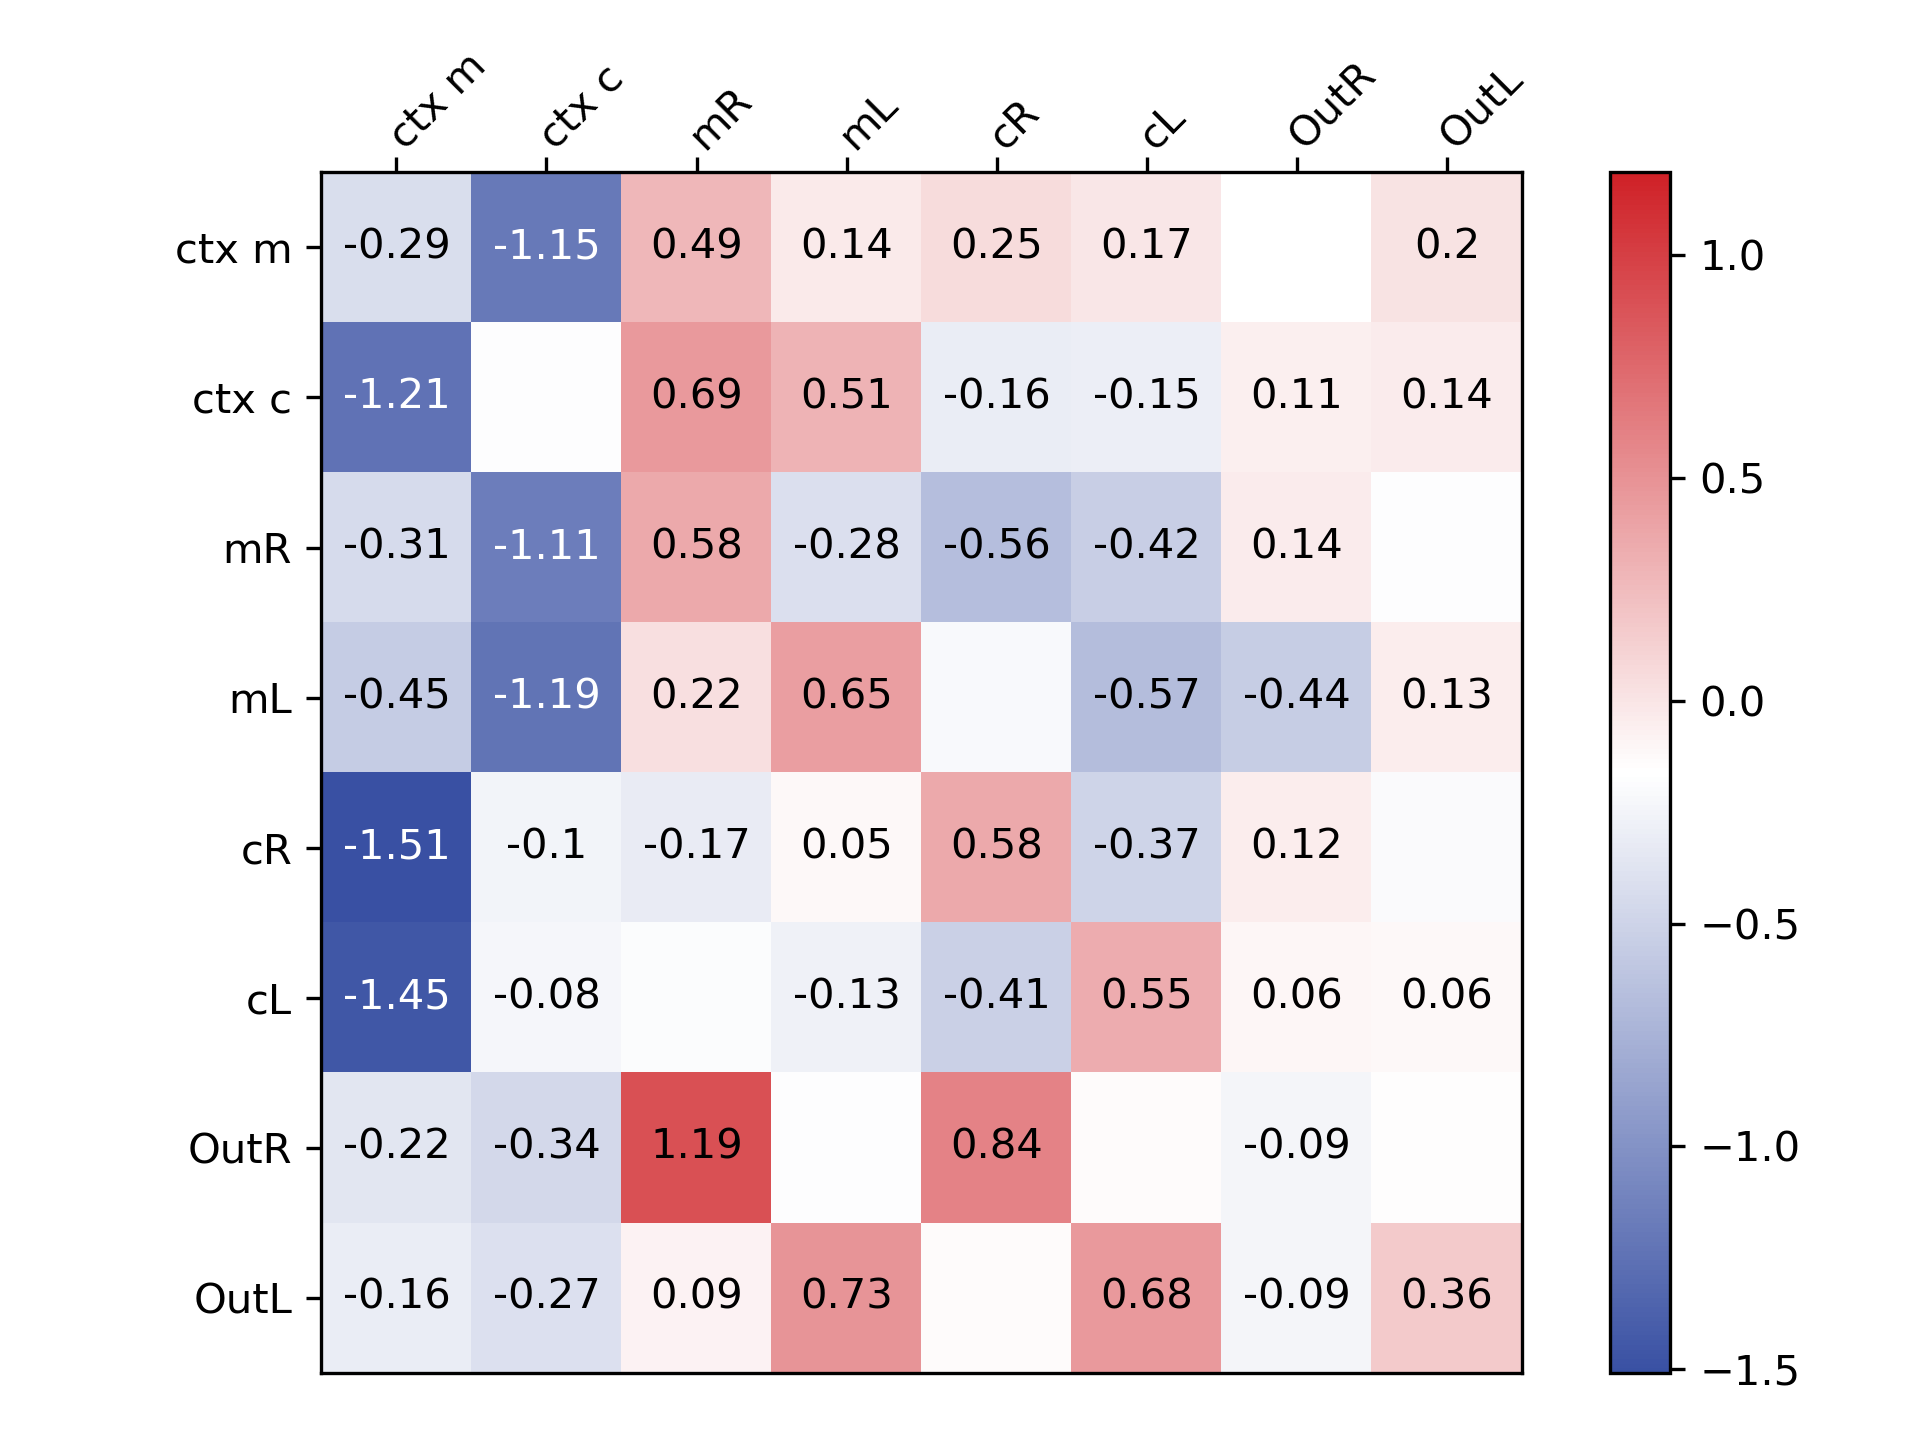 ctx m ctx c mR mL cR cL OutR OutL
ctx m -0.29 -1.15 0.49 0.14 0.25 0.17 0.2
ctx c -1.21 0.69 0.51 -0.16 -0.15 0.11 0.14
mR -0.31 -1.11 0.58 -0.28 -0.56 -0.42 0.14
mL -0.45 -1.19 0.22 0.65 -0.57 -0.44 0.13
cR -1.51 -0.1 -0.17 0.05 0.58 -0.37 0.12
cL -1.45 -0.08 -0.13 -0.41 0.55 0.06 0.06
OutR -0.22 -0.34 1.19 0.84 -0.09
OutL -0.16 -0.27 0.09 0.73 0.68 -0.09 0.36
1.0
0.5
0.0
−0.5
−1.0
−1.5